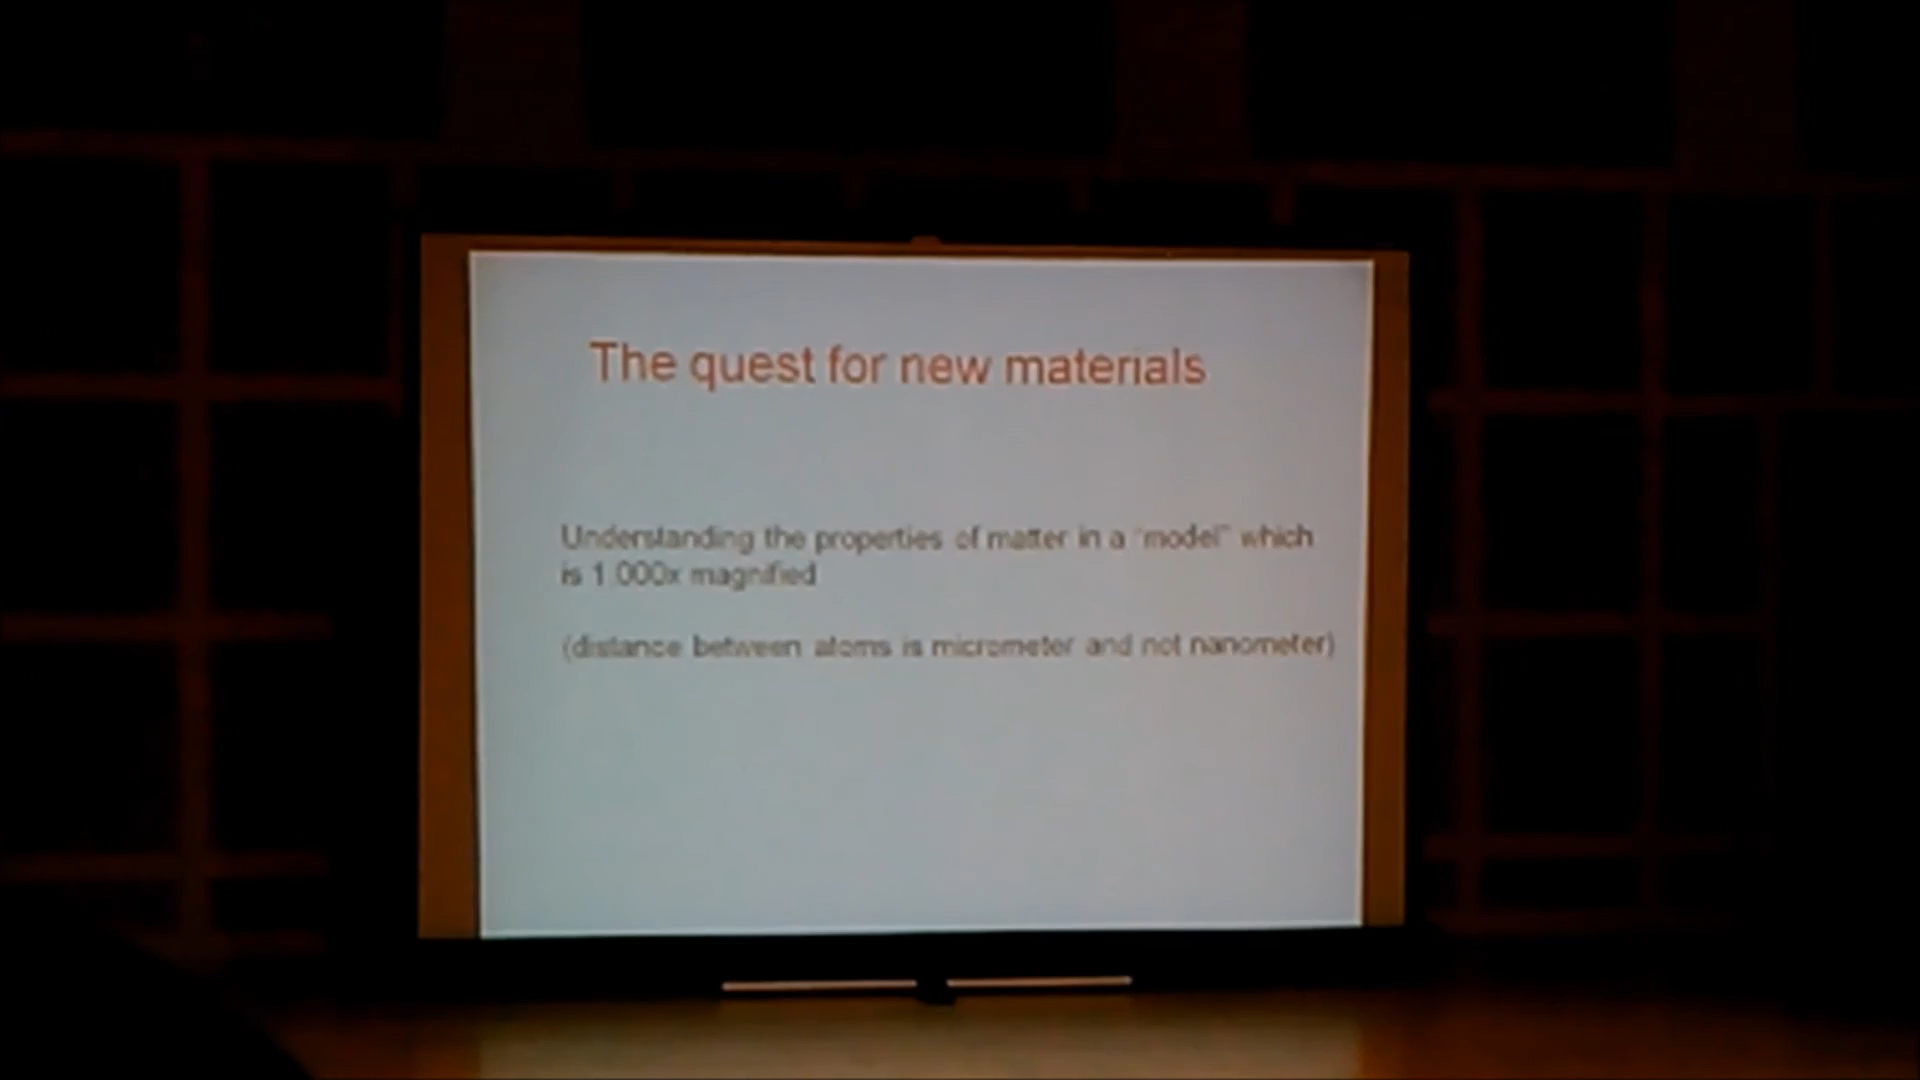 The quest for new materials
Understanding the properties of matter in a "model" which
is 1.000x magnified
(distance between atoms is micrometer and not nanometer)